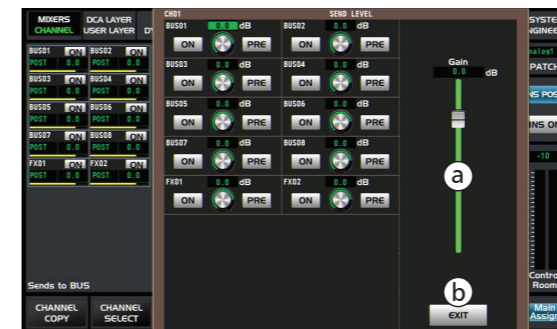 MIXERS
CHANNEL
DCA LAYER
USER LAYER
BUS01 ON BUS02 ON
POST 0.0 POST 0.0
BUS03 ON BUS04 ON
POST 0.0 POST 0.0
BUS05 ON BUS06 ON
POST 0.0 POST 0.0
BUS07 ON BUS08 ON
POST 0.0 POST 0.0
FX01 ON FX02 ON
POST 0.0 POST 0.0
Sends to BUS
CHANNEL
COPY
CHANNEL
SELECT
CH01 SEND LEVEL
BUS01 0.0 dB BUS02 0.0 dB
ON PRE ON PRE
BUS03 0.0 dB BUS04 0.0 dB
ON PRE ON PRE
BUS05 0.0 dB BUS06 0.0 dB
ON PRE ON PRE
BUS07 0.0 dB BUS08 0.0 dB
ON PRE ON PRE
FX01 0.0 dB FX02 0.0 dB
ON PRE ON PRE
Gain
0.0 dB
a
b
EXIT
SYSTE
NGINEE
nalog1
PATCH
NS POS
INS ON
-10
Contro
Room
Main
Assign